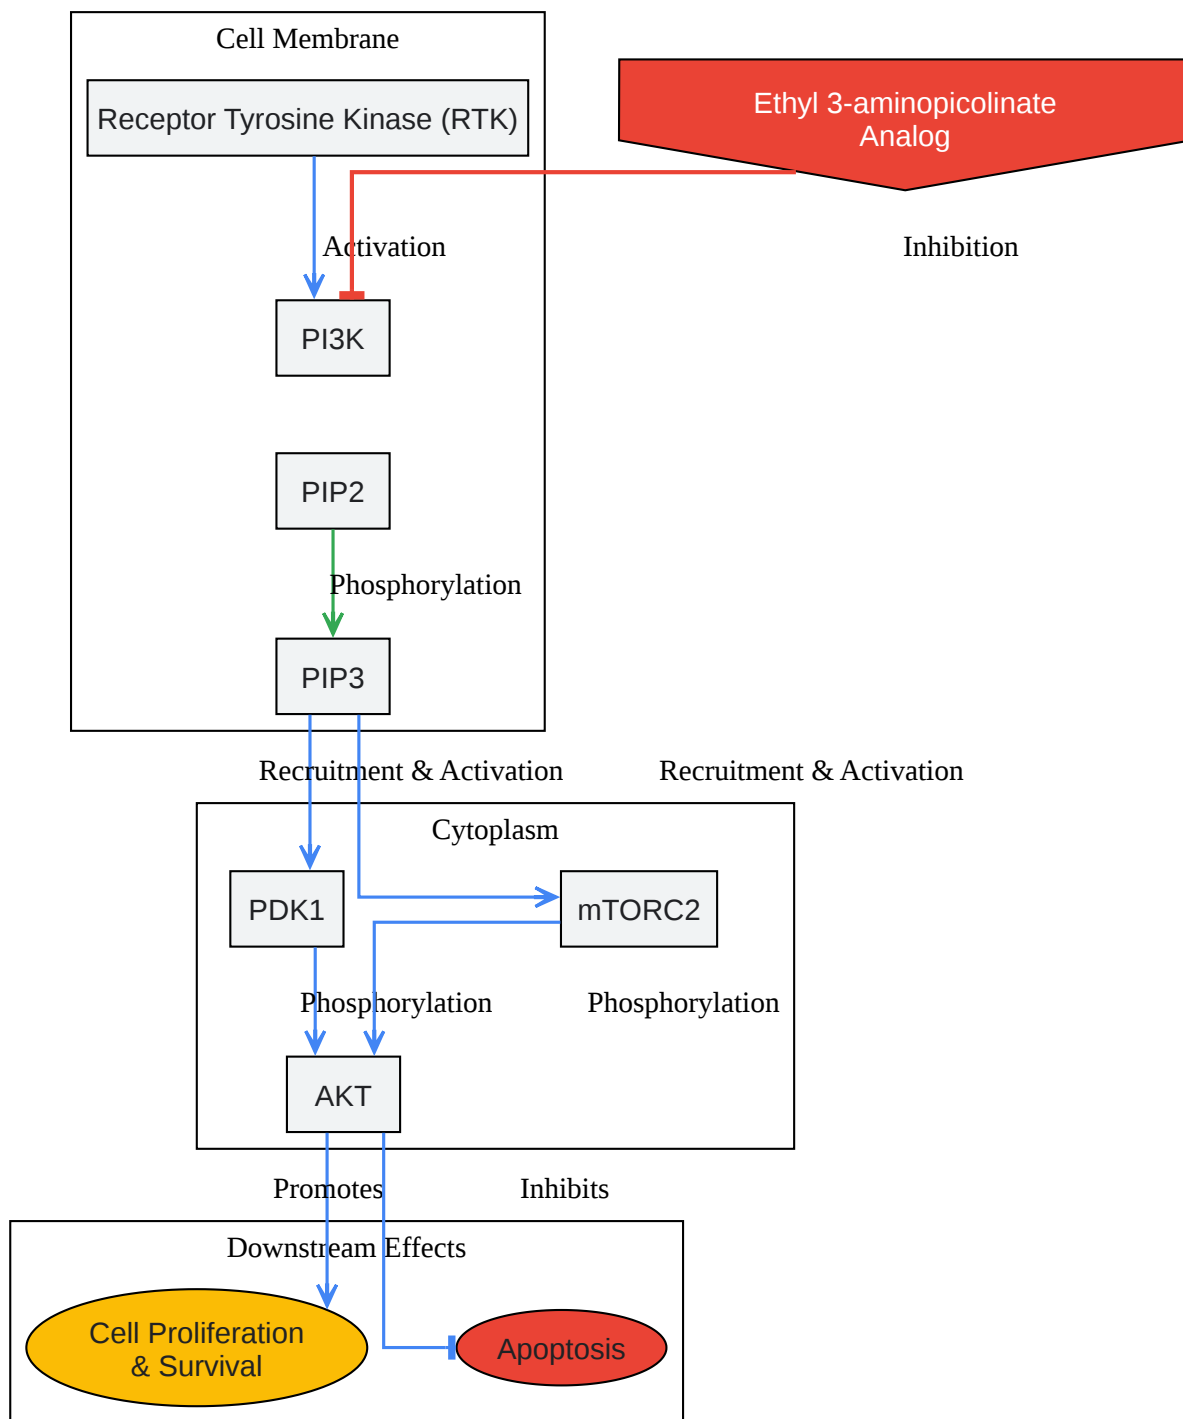 Cell Membrane
Receptor Tyrosine Kinase (RTK)
Ethyl 3-aminopicolinate
Analog
Activation
Inhibition
PI3K
PIP2
Phosphorylation
PIP3
Recruitment & Activation
Recruitment & Activation
Cytoplasm
PDK1
mTORC2
Phosphorylation
Phosphorylation
AKT
Promotes
Inhibits
Downstream Effects
Cell Proliferation
& Survival
Apoptosis